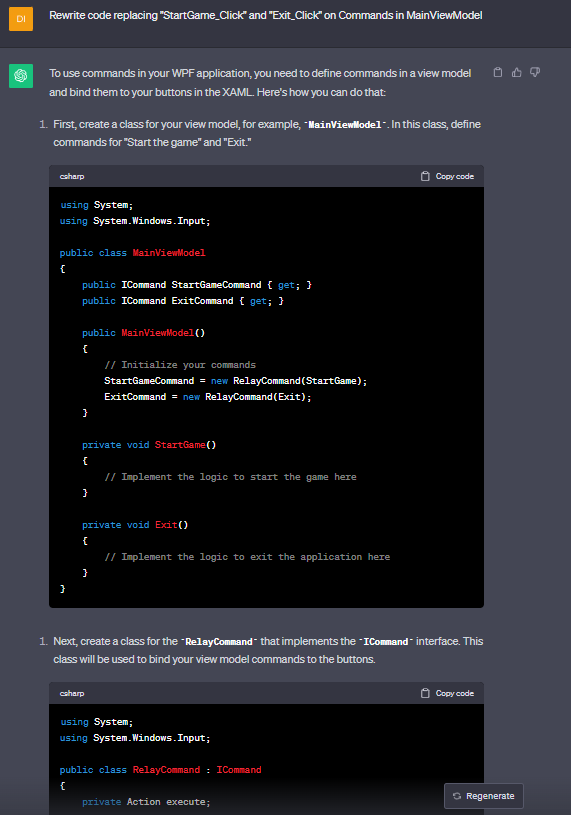 DI
Rewrite code replacing "StartGame_Click" and "Exit_Click" on Commands in MainViewModel
To use commands in your WPF application, you need to define commands in a view model
and bind them to your buttons in the XAML. Here's how you can do that:
1. First, create a class for your view model, for example, `MainViewModel`. In this class, define
commands for "Start the game" and "Exit."
csharp
Copy code
using System;
using System.Windows.Input;
public class MainViewModel
{
public ICommand StartGameCommand { get; }
public ICommand ExitCommand { get; }
public MainViewModel()
{
// Initialize your commands
StartGameCommand = new RelayCommand(StartGame);
ExitCommand = new RelayCommand(Exit);
}
private void StartGame()
{
// Implement the logic to start the game here
}
private void Exit()
{
// Implement the logic to exit the application here
}
}
1. Next, create a class for the `RelayCommand` that implements the `ICommand` interface. This
class will be used to bind your view model commands to the buttons.
csharp
Copy code
using System;
using System.Windows.Input;
public class RelayCommand : ICommand
{
private Action execute;
Regenerate